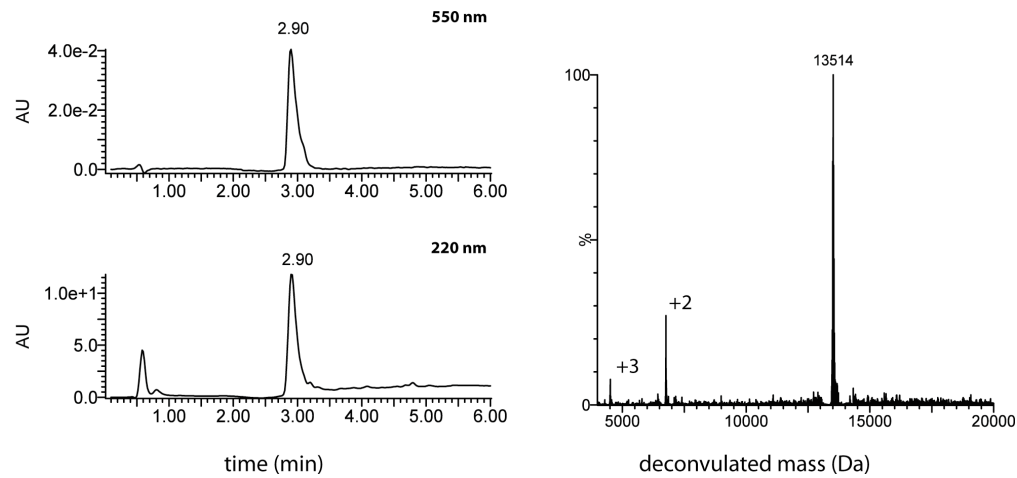 550 nm
2.90
4.0e-2
2.0e-2
0.0
AU
1.00 2.00 3.00 4.00 5.00 6.00
220 nm
2.90
1.0e+1
5.0
0.0
AU
1.00 2.00 3.00 4.00 5.00 6.00
time (min)
13514
100
%
+2
+3
0
5000 10000 15000 20000
deconvulated mass (Da)